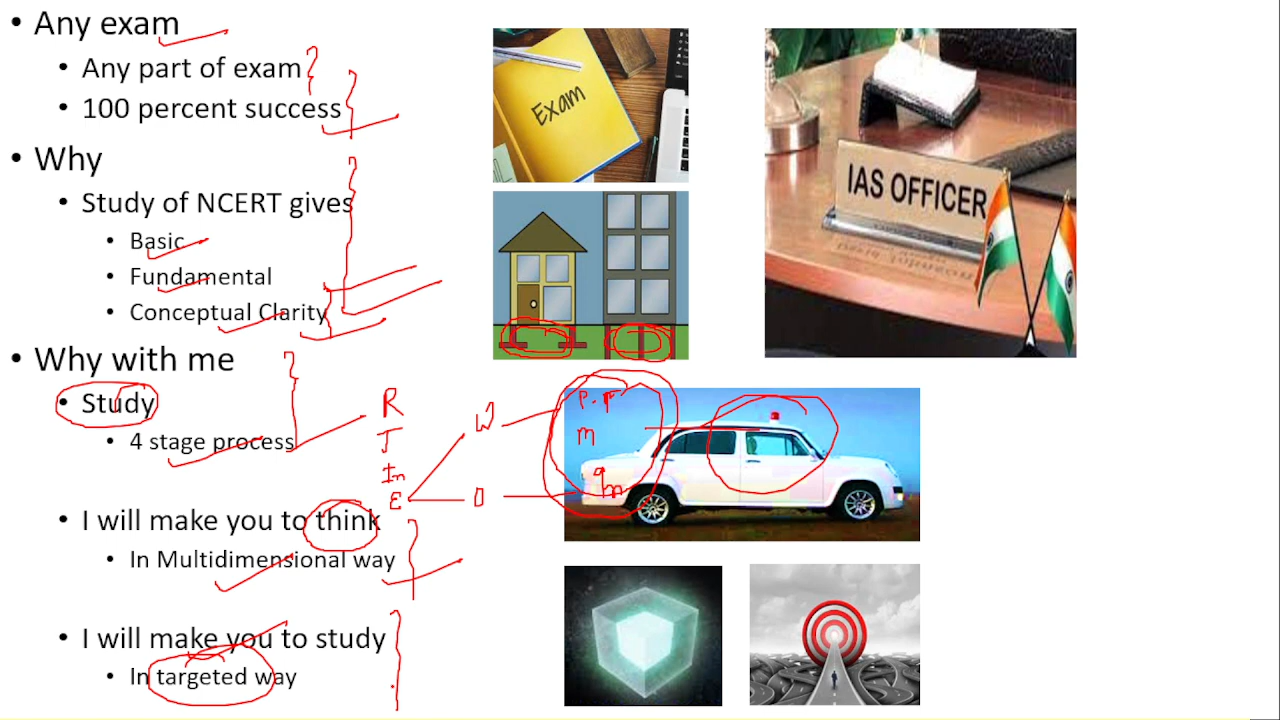 • Any exam
• Any part of exam
• 100 percent success
• Why
• Study of NCERT gives
• Basic
• Fundamental
• Conceptual Clarity
• Why with me
• Study
• 4 stage process
• I will make you to think
• In Multidimensional way
• I will make you to study
• In targeted way
Exam
IAS OFFICER
R
J
In
E
W
O
P.
m